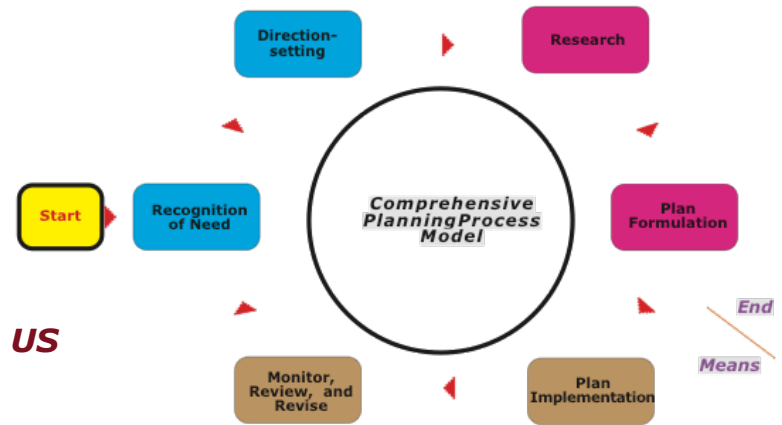 Direction-
setting
Research
Start
Recognition
of Need
Comprehensive
PlanningProcess
Model
Plan
Formulation
End
US
Means
Monitor,
Review, and
Revise
Plan
Implementation